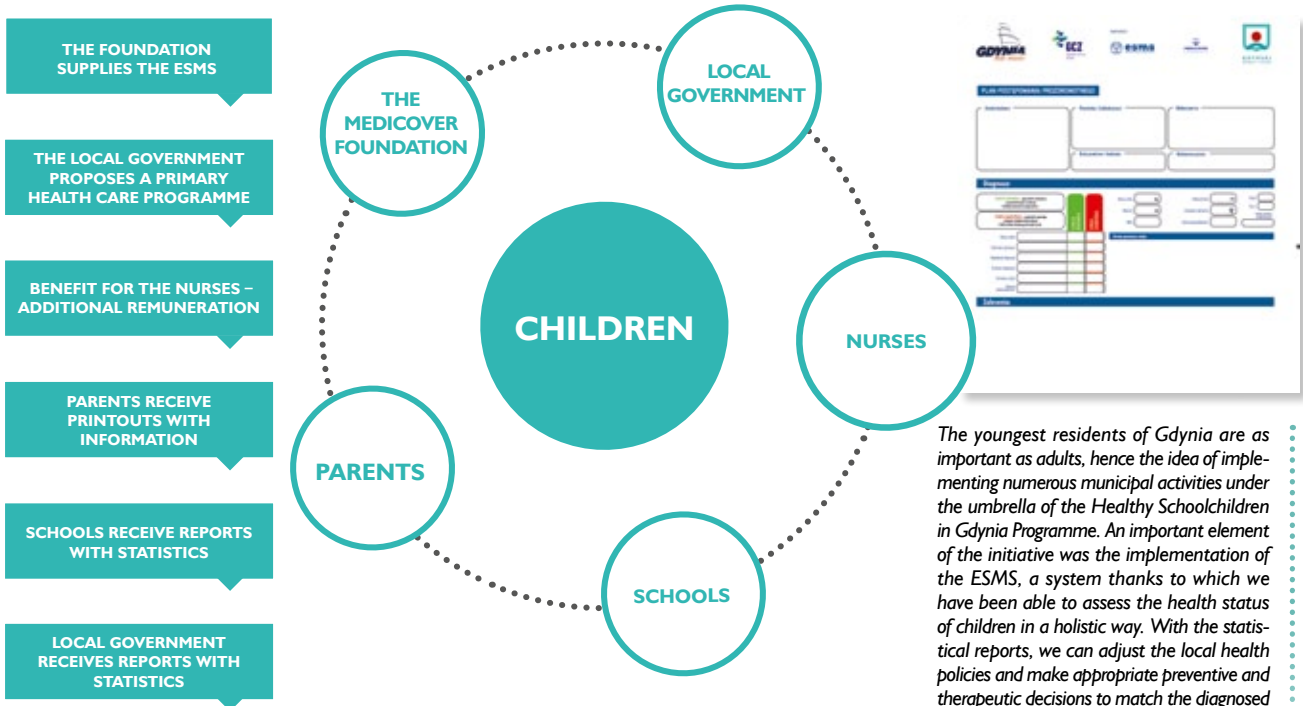 THE FOUNDATION
SUPPLIES THE ESMS
THE LOCAL GOVERNMENT
PROPOSES A PRIMARY
HEALTH CARE PROGRAMME
BENEFIT FOR THE NURSES –
ADDITIONAL REMUNERATION
PARENTS RECEIVE
PRINTOUTS WITH
INFORMATION
SCHOOLS RECEIVE REPORTS
WITH STATISTICS
LOCAL GOVERNMENT
RECEIVES REPORTS WITH
STATISTICS
THE
MEDICOVER
FOUNDATION
LOCAL
GOVERNMENT
CHILDREN
NURSES
PARENTS
SCHOOLS
GDYNIA
GCZ
esms
Diagnoza
Zalecenia
The youngest residents of Gdynia are as
important as adults, hence the idea of imple-
menting numerous municipal activities under
the umbrella of the Healthy Schoolchildren
in Gdynia Programme. An important element
of the initiative was the implementation of
the ESMS, a system thanks to which we
have been able to assess the health status
of children in a holistic way. With the statis-
tical reports, we can adjust the local health
policies and make appropriate preventive and
therapeutic decisions to match the diagnosed